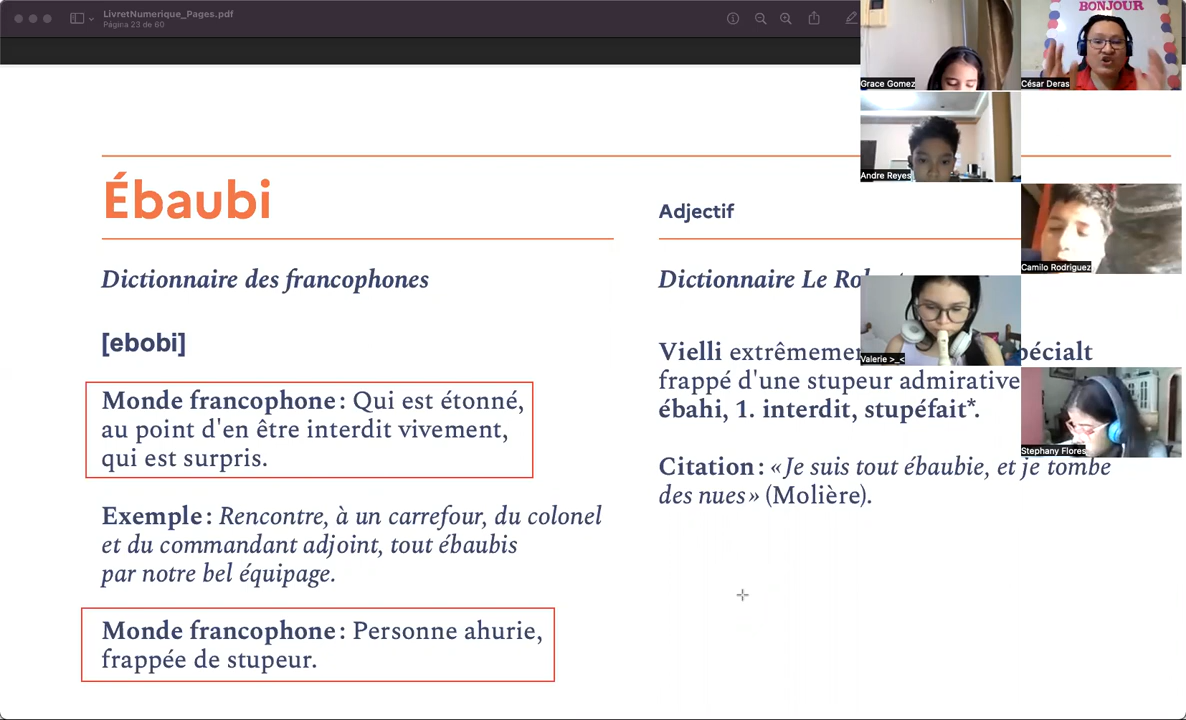 LivretNumerique_Pages.pdf
Página 23 de 60
BONJOUR
Grace Gomez
César Deras
Andre Reyes
Camilo Rodriguez
Valerie >_<
Stephany Flores
Ébaubi
Adjectif
Dictionnaire des francophones
[ebobi]
Monde francophone : Qui est étonné,
au point d'en être interdit vivement,
qui est surpris.
Exemple : Rencontre, à un carrefour, du colonel
et du commandant adjoint, tout ébaubis
par notre bel équipage.
Monde francophone : Personne ahurie,
frappée de stupeur.
Dictionnaire Le
Vielli
frappé d'une stupeur admirative
ébahi, 1. interdit, stupéfait*.
Citation : « Je suis tout ébaubie, et je tombe
des nues » (Molière).